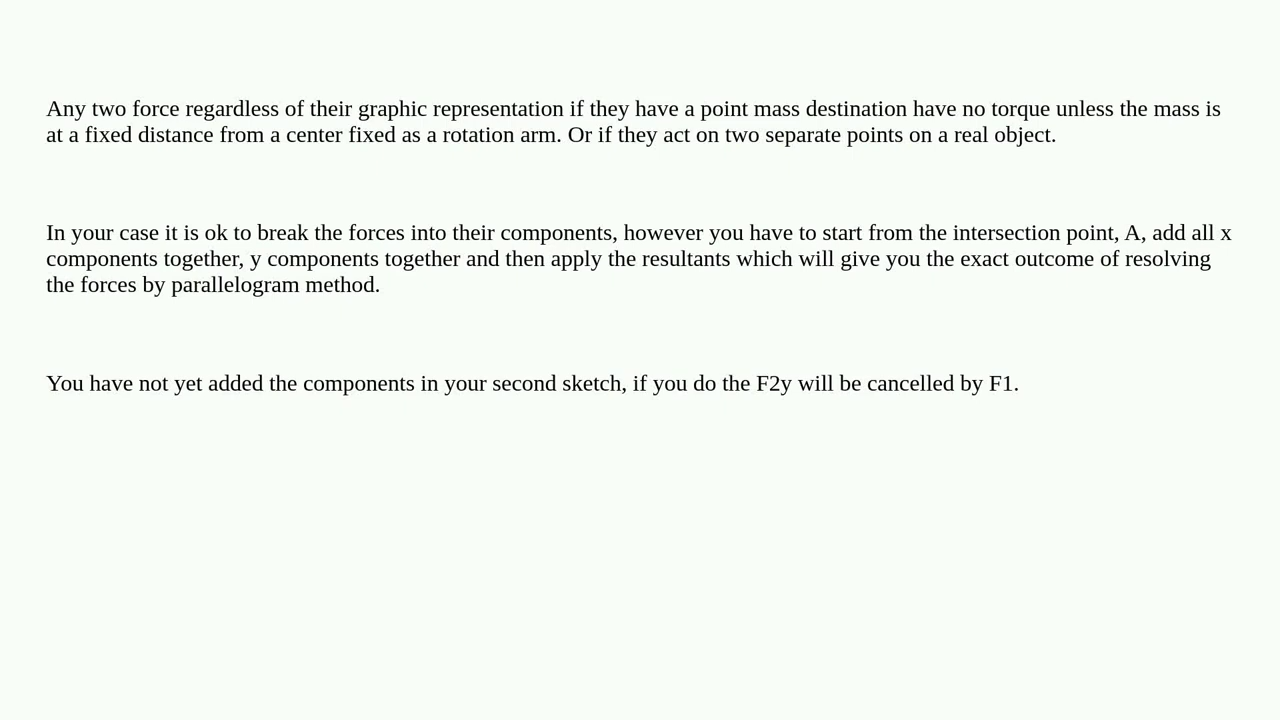 Any two force regardless of their graphic representation if they have a point mass destination have no torque unless the mass is
at a fixed distance from a center fixed as a rotation arm. Or if they act on two separate points on a real object.
In your case it is ok to break the forces into their components, however you have to start from the intersection point, A, add all x
components together, y components together and then apply the resultants which will give you the exact outcome of resolving
the forces by parallelogram method.
You have not yet added the components in your second sketch, if you do the F2y will be cancelled by F1.